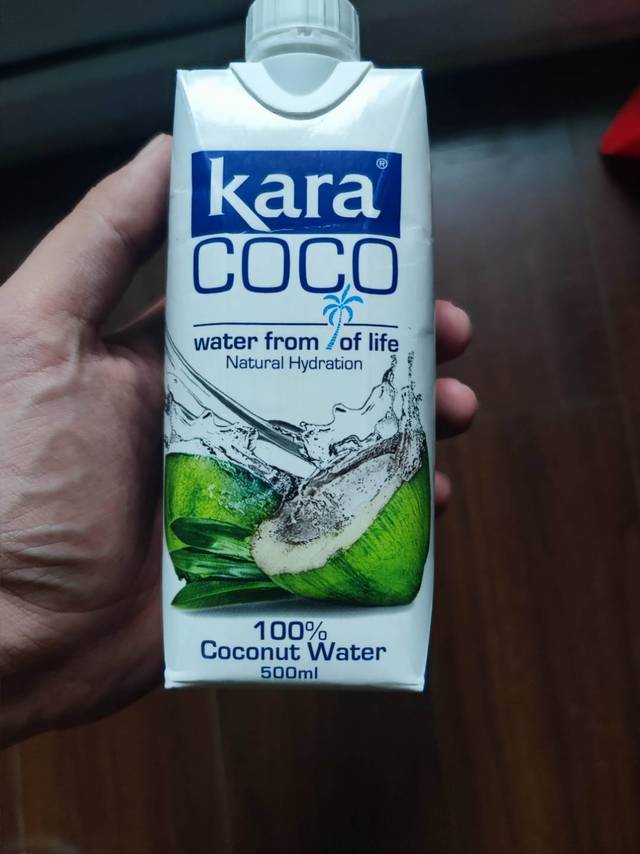 kara®
COCO
water from of life
Natural Hydration
100%
Coconut Water
500ml